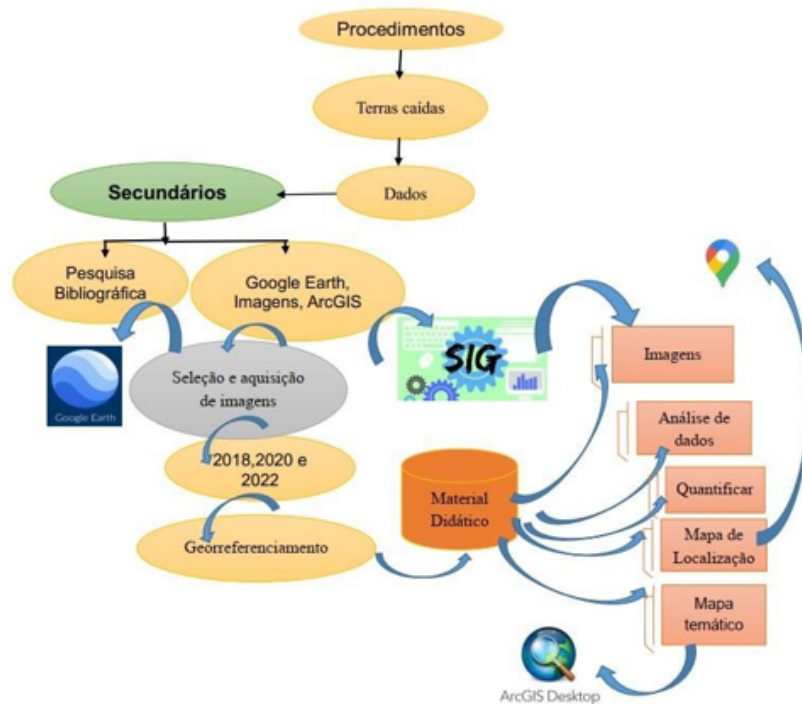 Procedimentos
Terras caídas
Dados
Secundários
Pesquisa
Bibliográfica
Google Earth,
Imagens, ArcGIS
Google Earth
Seleção e aquisição
de imagens
SIG
Imagens
Análise de
dados
Quantificar
Mapa de
Localização
Mapa
temático
/2018,2020 e
2022
Material
Didático
Georreferenciamento
ArcGIS Desktop